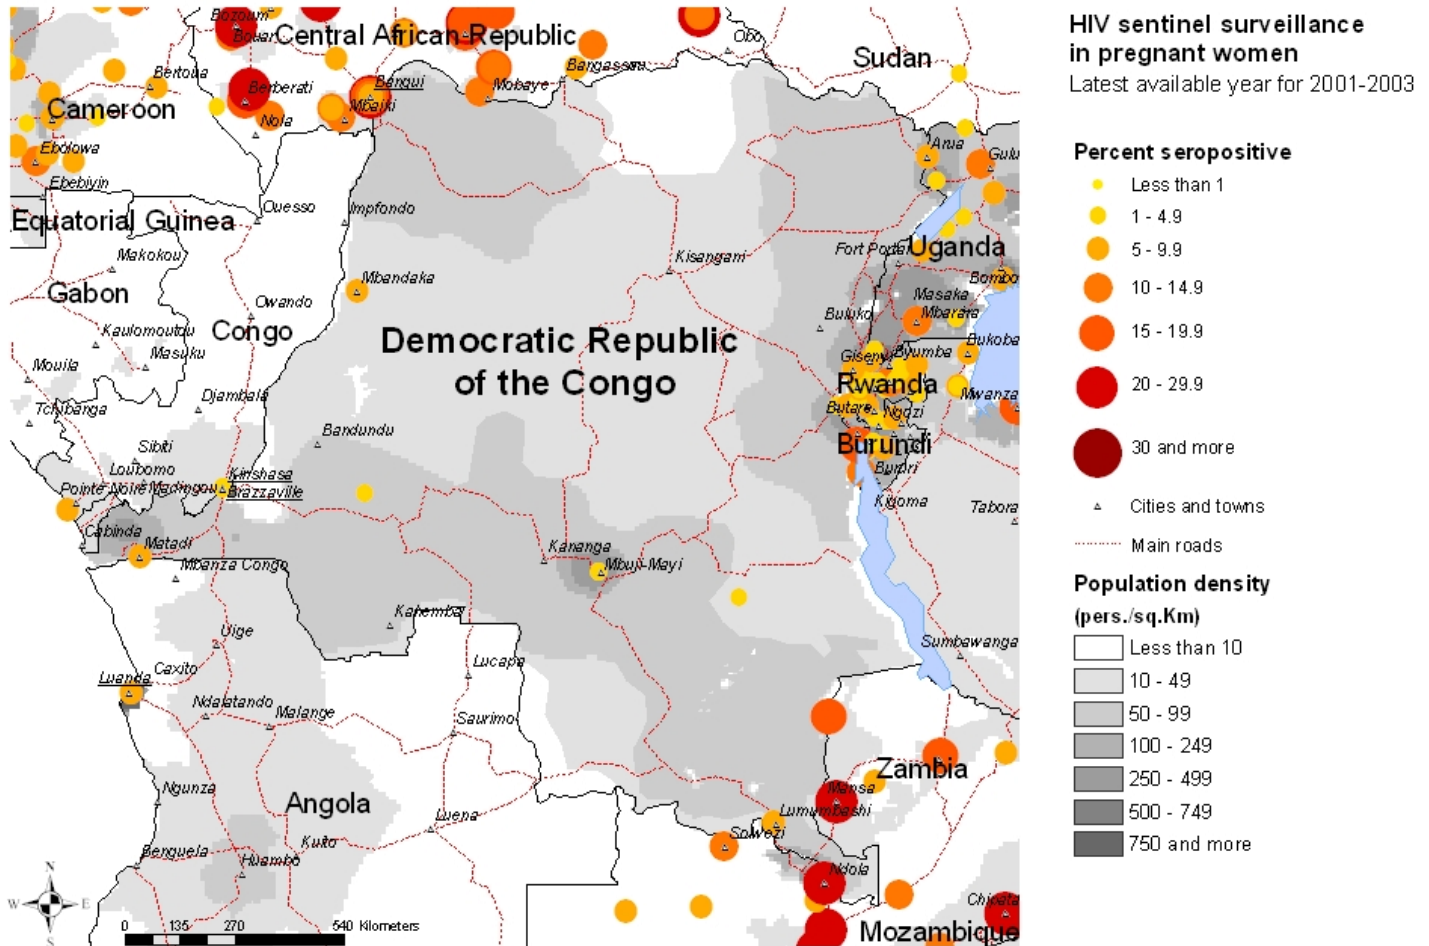 HIV sentinel surveillance
in pregnant women
Latest available year for 2001-2003
Percent seropositive
Less than 1
1 - 4.9
5 - 9.9
10 - 14.9
15 - 19.9
20 - 29.9
30 and more
Cities and towns
Main roads
Population density
(pers./sq.Km)
Less than 10
10 - 49
50 - 99
100 - 249
250 - 499
500 - 749
750 and more
Bozoum
Bouar
Central African Republic
Obo
Sudan
Bertoua
Berberati
Bangui
Mobaye
Bangassou
Cameroon
Nola
Mbaiki
Ebolowa
Arua
Gulu
Ebebiyin
Ouesso
Impfondo
Equatorial Guinea
Makokou
Kisangani
Fort Portal
Uganda
Gabon
Mbandaka
Bombo
Owando
Congo
Masaka
Mbarara
Buluko
Kaulomoutou
Masuku
Democratic Republic
of the Congo
Bukoba
Giseny
Byumba
Mouila
Rwanda
Djambala
Mwanza
Tchibanga
Butare
Ngozi
Bandundu
Sibiti
Burundi
Loubomo
Bururi
Kinshasa
Pointe Noire
Madingou
Brazzaville
Kigoma
Tabora
Cabinda
Matadi
Kananga
Mbuji-Mayi
Mbanza Congo
Kahemba
Uige
Sumbawanga
Caxito
Lucapa
Luanda
Ndalatando
Malange
Saurimo
Zambia
Ngunza
Mansa
Angola
Luena
Lumumbashi
Solwezi
Benguela
Kuito
Huambo
Ndola
Chipata
N
W
E
S
0 135 270 540 Kilometers
Mozambique